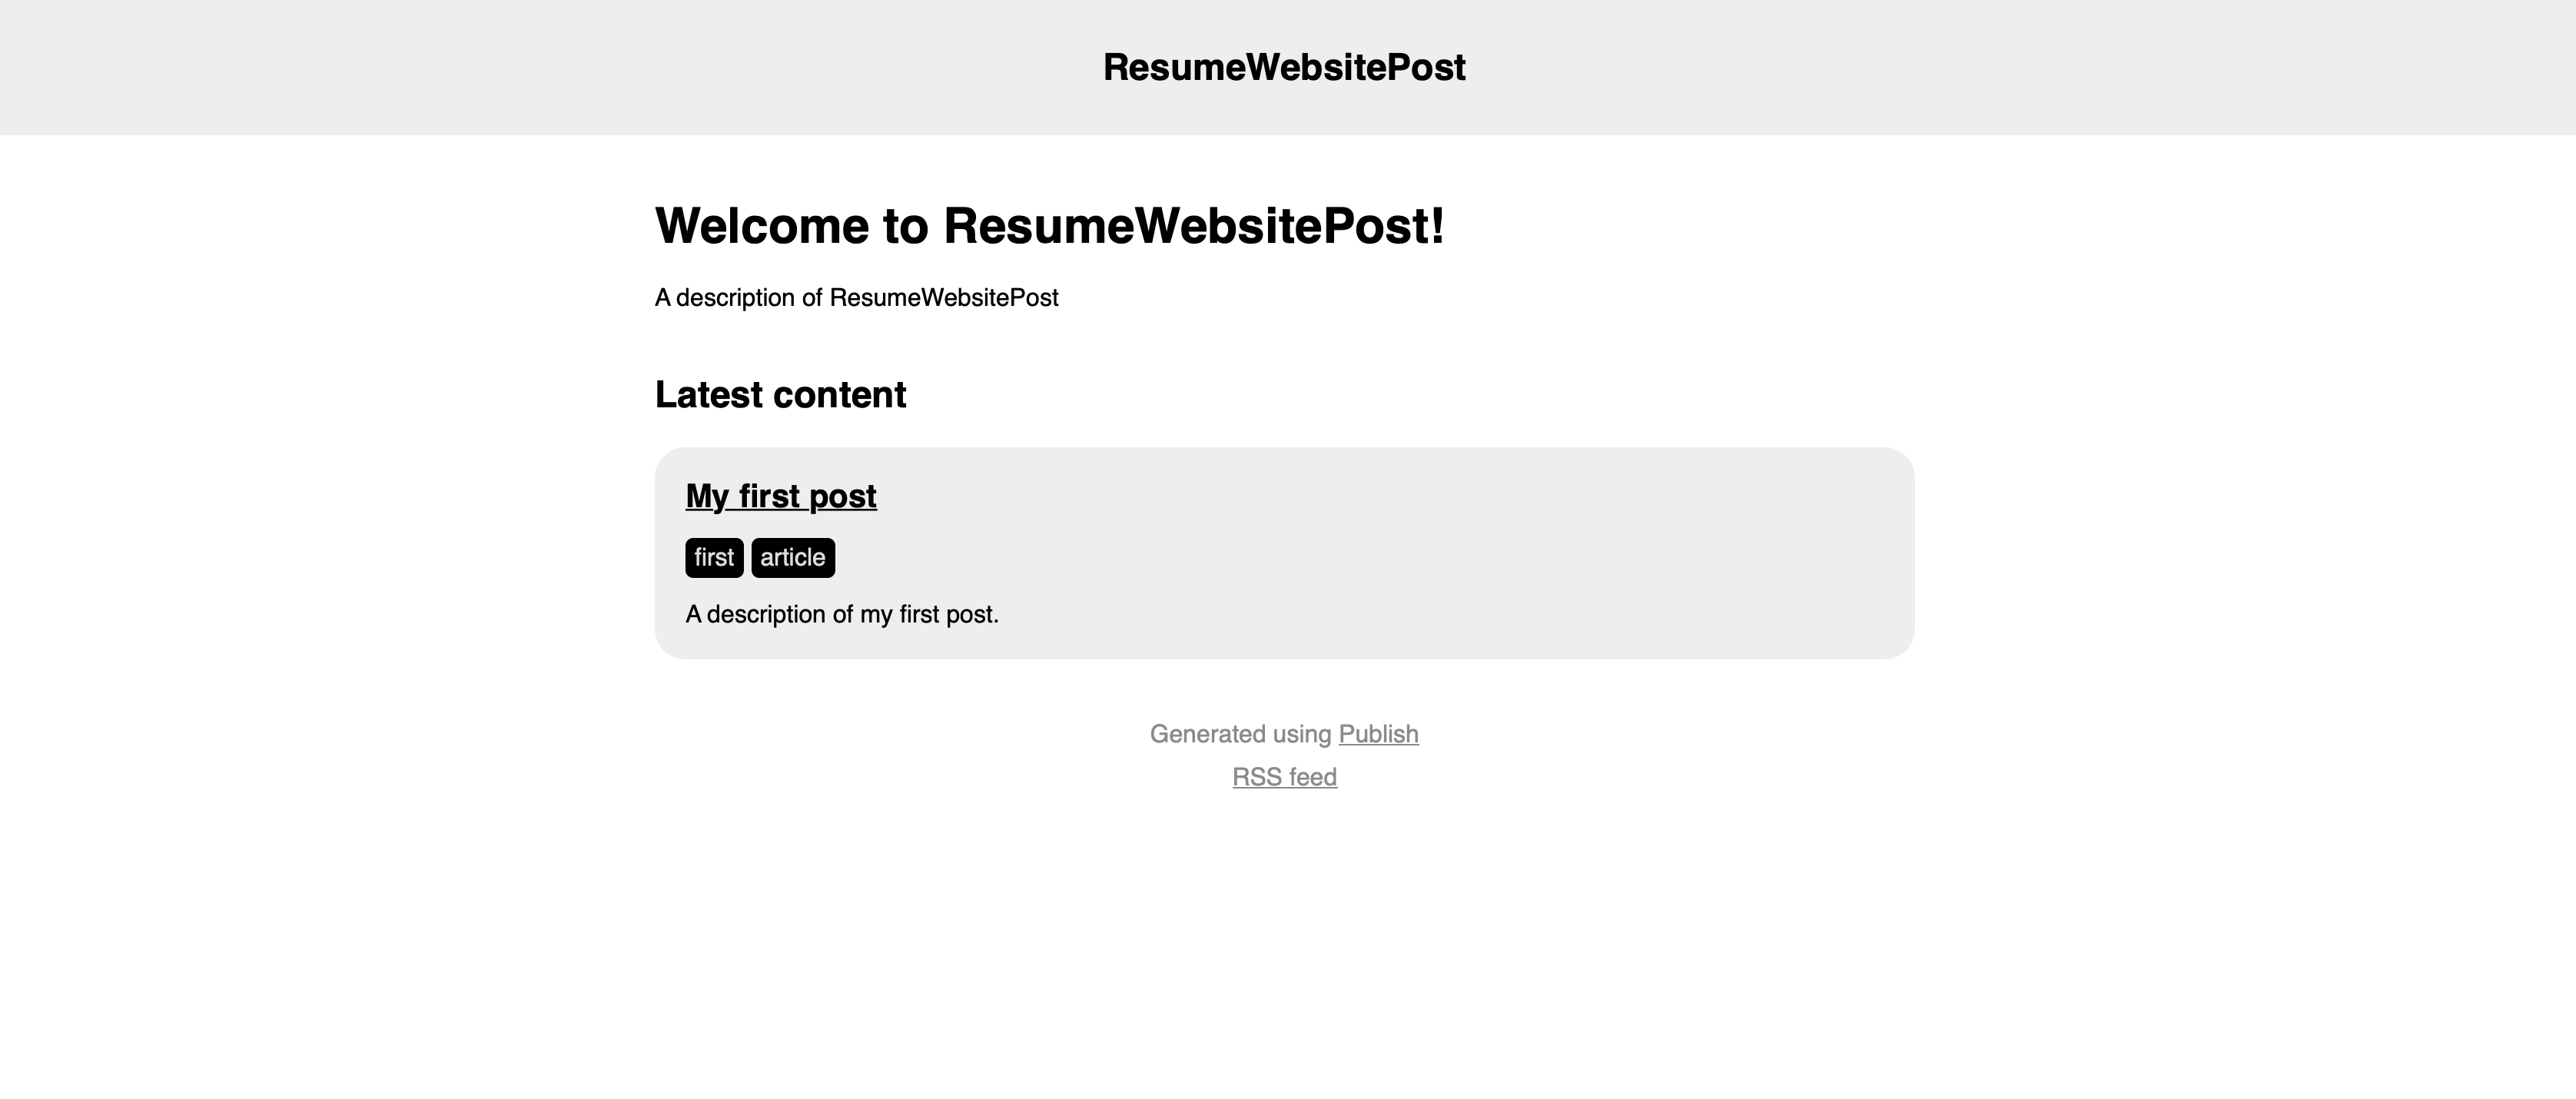 ResumeWebsitePost
Welcome to ResumeWebsitePost!
A description of ResumeWebsitePost
Latest content
My first post
first article
A description of my first post.
Generated using Publish
RSS feed